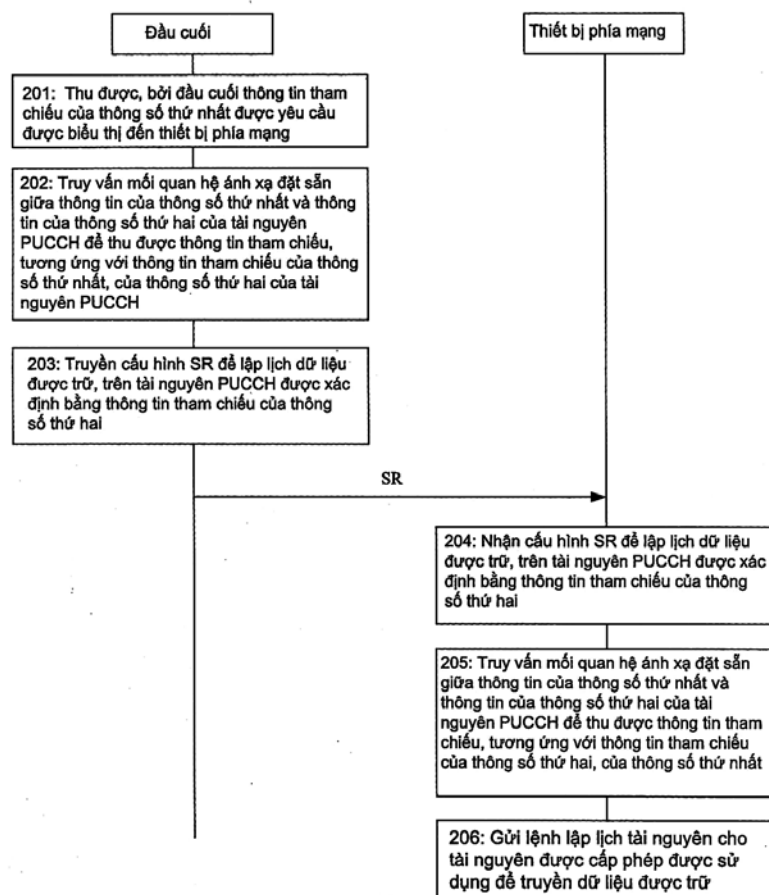 Đầu cuối
Thiết bị phía mạng
201: Thu được, bởi đầu cuối thông tin tham
chiếu của thông số thứ nhất được yêu cầu
được biểu thị đến thiết bị phía mạng
202: Truy vấn mối quan hệ ánh xạ đặt sẵn
giữa thông tin của thông số thứ nhất và thông
tin của thông số thứ hai của tài nguyên
PUCCH để thu được thông tin tham chiếu,
tương ứng với thông tin tham chiếu của thông
số thứ nhất, của thông số thứ hai của tài
nguyên PUCCH
203: Truyền cấu hình SR để lập lịch dữ liệu
được trữ, trên tài nguyên PUCCH được xác
định bằng thông tin tham chiếu của thông
số thứ hai
SR
204: Nhận cấu hình SR để lập lịch dữ liệu
được trữ, trên tài nguyên PUCCH được xác
định bằng thông tin tham chiếu của thông
số thứ hai
205: Truy vấn mối quan hệ ánh xạ đặt sẵn
giữa thông tin của thông số thứ nhất và
thông tin của thông số thứ hai của tài
nguyên PUCCH để thu được thông tin tham
chiếu, tương ứng với thông tin tham chiếu
của thông số thứ hai, của thông số thứ nhất
206: Gửi lệnh lập lịch tài nguyên cho
tài nguyên được cấp phép được sử
dụng để truyền dữ liệu được trữ